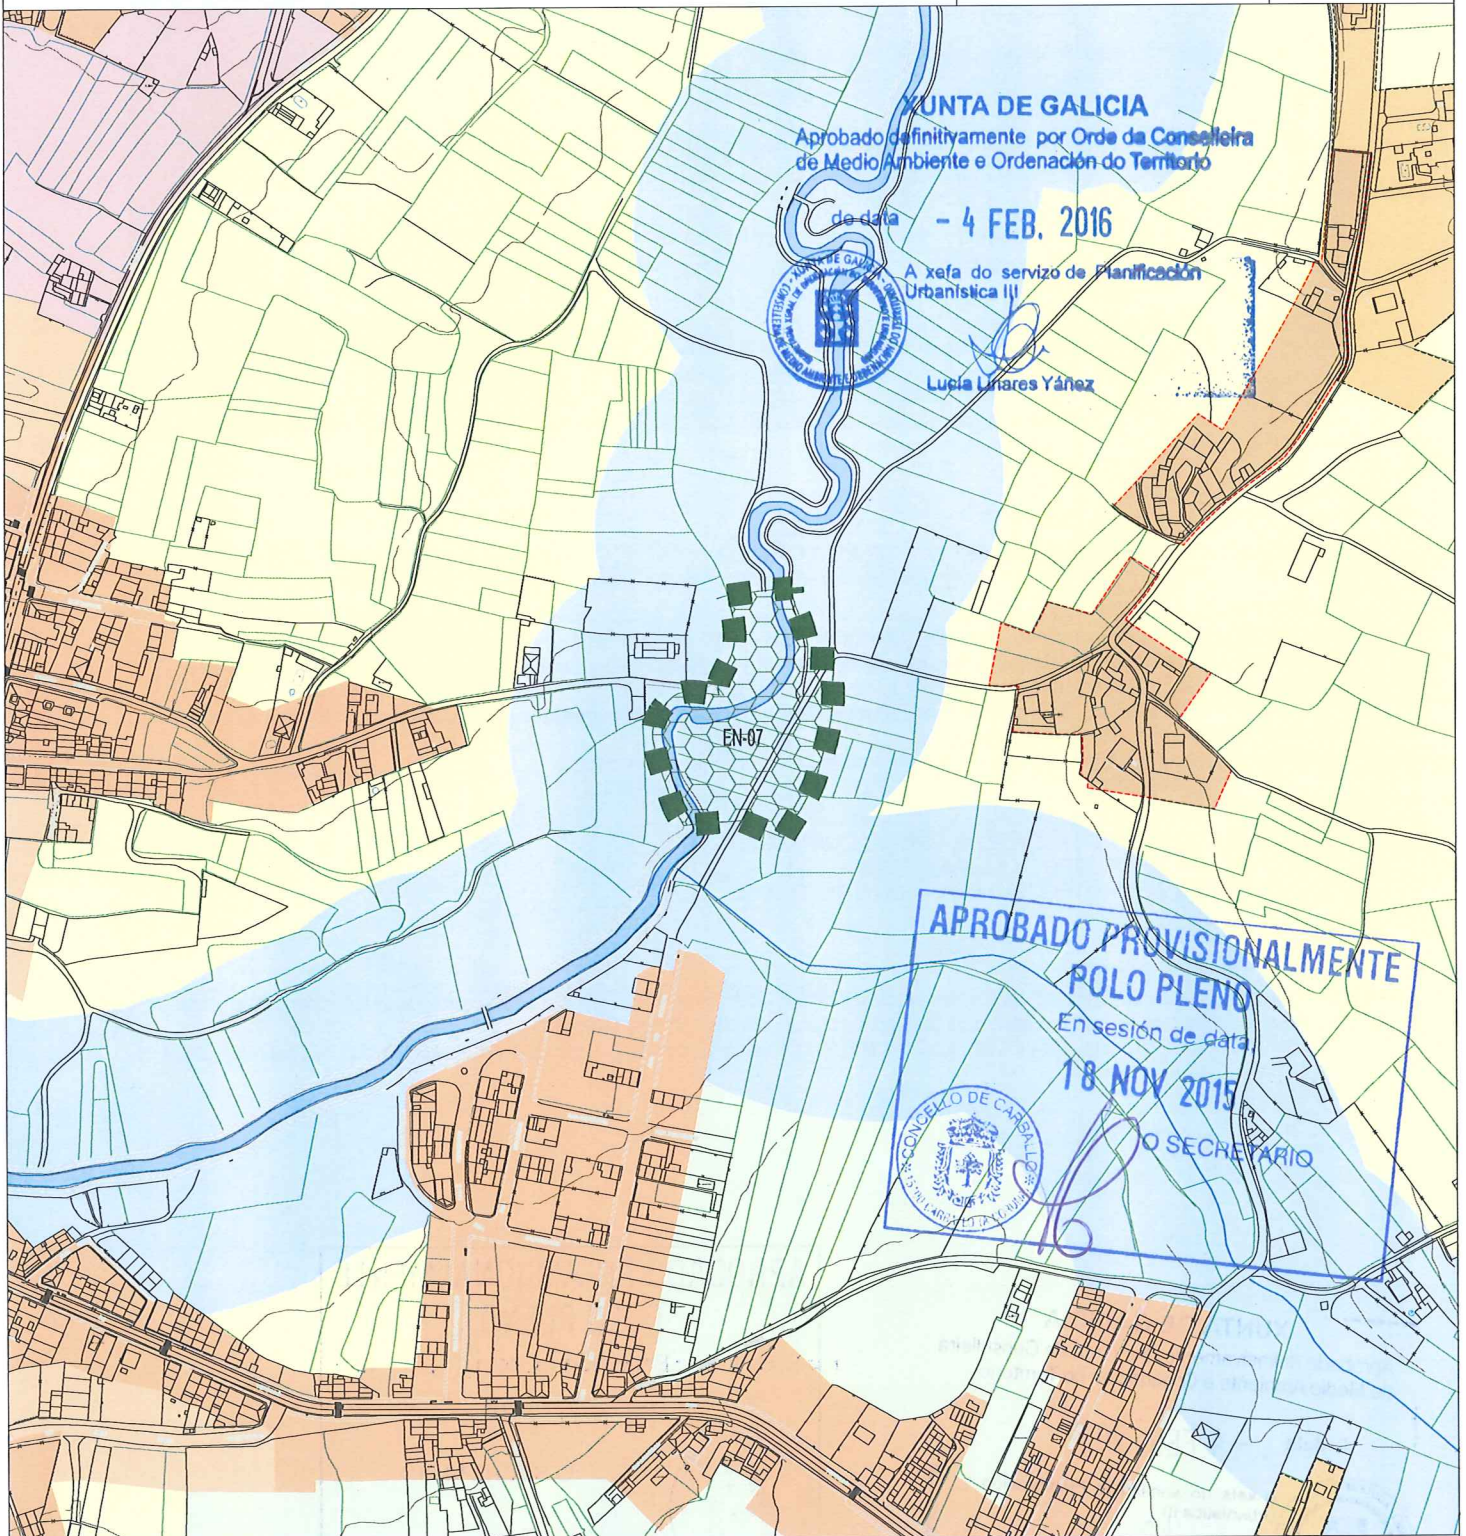 XUNTA DE GALICIA
Aprobado definitivamente por Orde da Conselleira
de Medio Ambiente e Ordenación do Territorio
de data - 4 FEB. 2016
A xefa do servizo de Planificación
Urbanística III
Lucía Linares Yáñez
EN-07
APROBADO PROVISIONALMENTE
POLO PLENO
En sesión de data,
18 NOV 2015
O SECRETARIO
CONCELLO DE CARBALLO